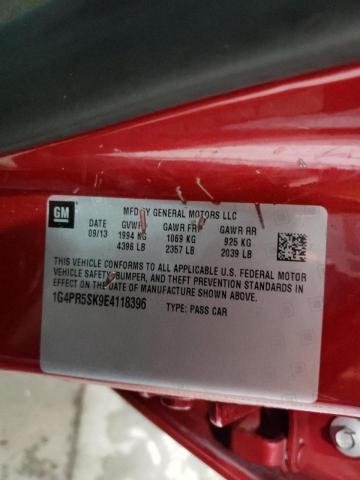 GM
MFD BY GENERAL MOTORS LLC
DATE GVWR GAWR FRT GAWR RR
09/13 1994 KG 1069 KG 925 KG
4396 LB 2357 LB 2039 LB
THIS VEHICLE CONFORMS TO ALL APPLICABLE U.S. FEDERAL MOTOR
VEHICLE SAFETY, BUMPER, AND THEFT PREVENTION STANDARDS IN
EFFECT ON THE DATE OF MANUFACTURE SHOWN ABOVE.
1G4PR5SK9E4118396 TYPE: PASS CAR